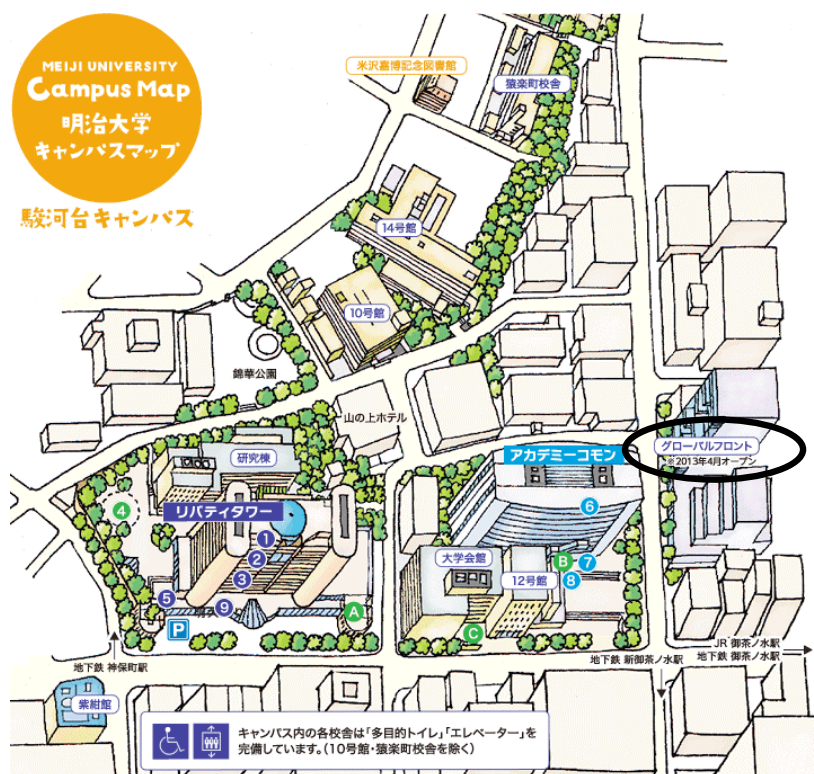 MEIJI UNIVERSITY
Campus Map
明治大学
キャンパスマップ
駿河台キャンパス
米沢嘉博記念図書館
猿楽町校舎
14号館
10号館
錦華公園
山の上ホテル
グローバルフロント
※2013年4月オープン
アカデミーコモン
研究棟
リバティタワー
4
6
1
2
3
大学会館
B
7
12号館
8
5
9
A
P
C
JR 御茶ノ水駅
地下鉄 御茶ノ水駅
地下鉄 新御茶ノ水駅
地下鉄 神保町駅
紫紺館
キャンパス内の各校舎は「多目的トイレ」「エレベーター」を
完備しています。(10号館・猿楽町校舎を除く)